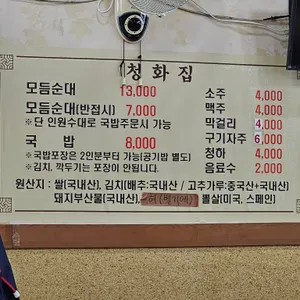 청화집
모듬순대 13,000
모듬순대(반접시) 7,000
※단 인원수대로 국밥주문시 가능
국 밥 8,000
※국밥포장은 2인분부터 가능(공기밥 별도)
※김치, 깍두기는 포장이 안됩니다.
소주 4,000
맥주 4,000
막걸리 4,000
구기자주 6,000
청하 4,000
음료수 2,000
원산지 : 쌀(국내산), 김치(배추:국내산 / 고추가루:중국산+국내산)
돼지부산물(국내산), 볼살(미국, 스페인)